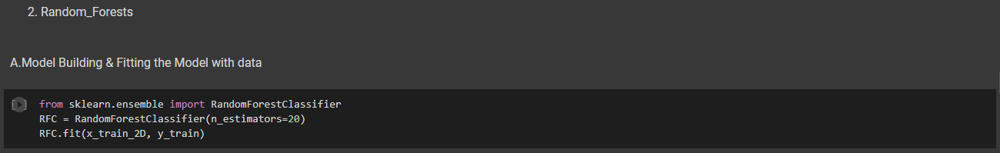 2. Random_Forests
A.Model Building & Fitting the Model with data
from sklearn.ensemble import RandomForestClassifier
RFC = RandomForestClassifier(n_estimators=20)
RFC.fit(x_train_2D, y_train)